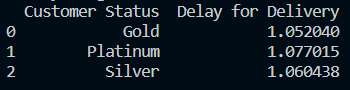 Customer Status Delay for Delivery
0 Gold 1.052040
1 Platinum 1.077015
2 Silver 1.060438